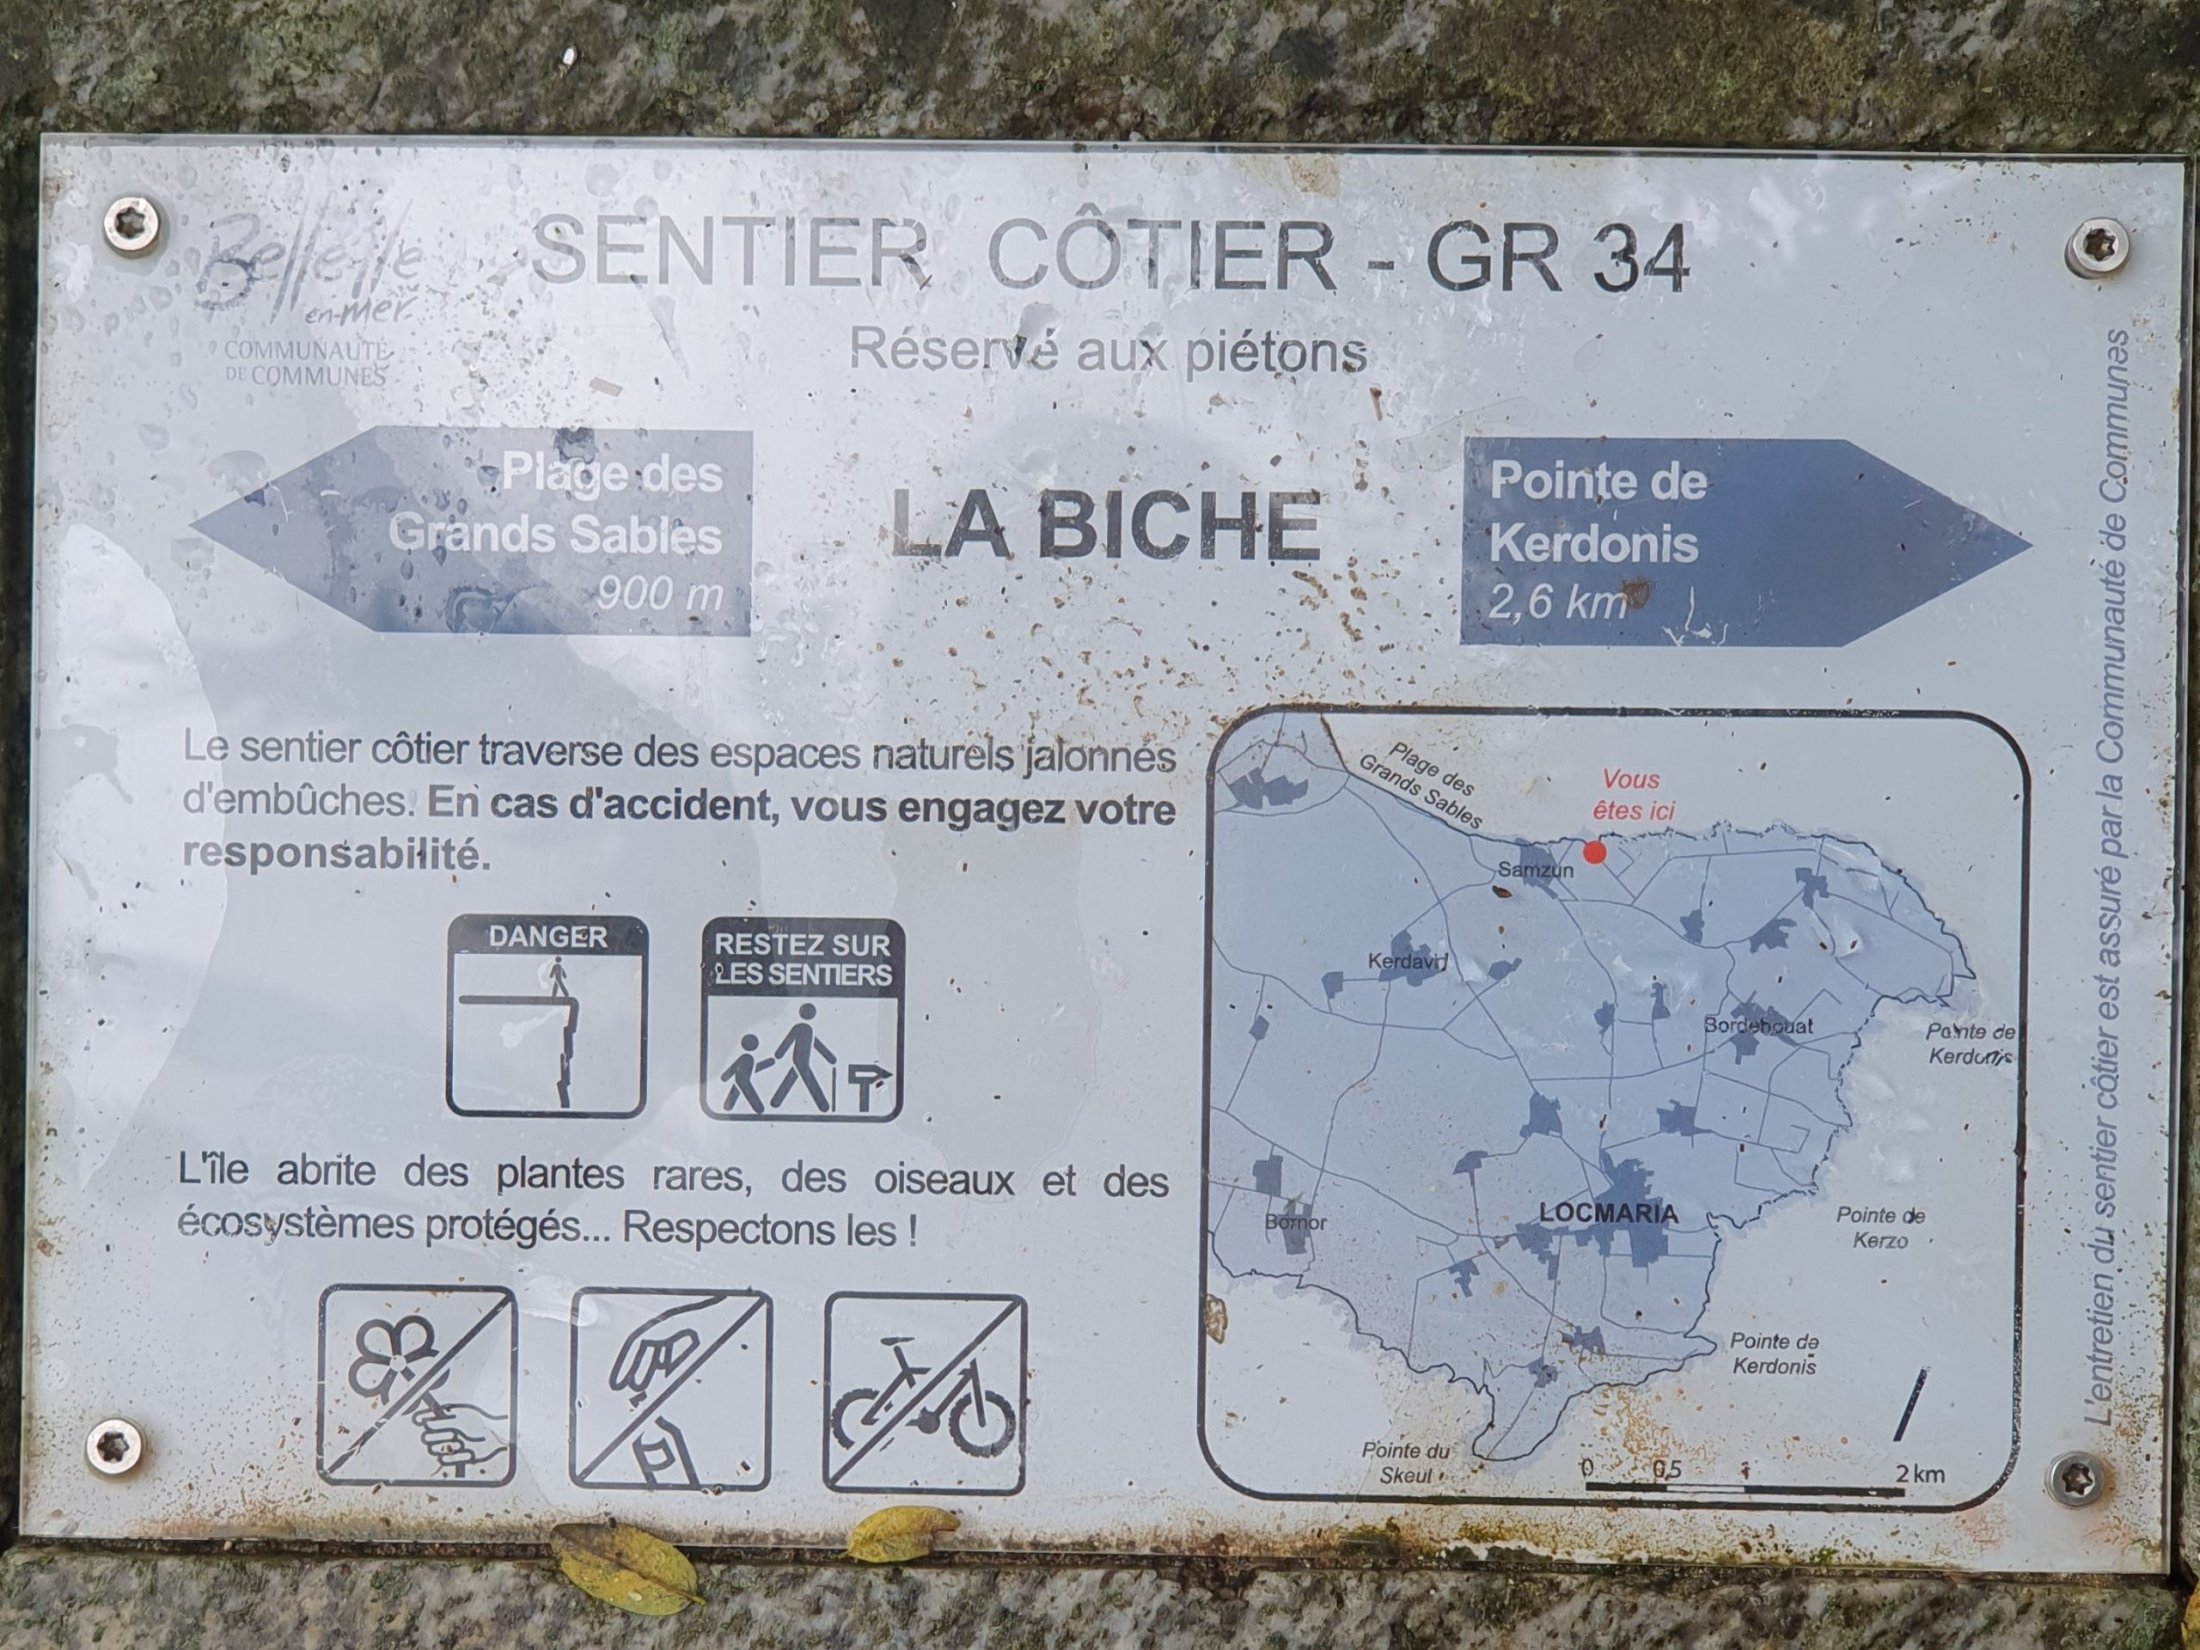 Belle-Ile
en-mer
COMMUNAUTÉ
DE COMMUNES
SENTIER CÔTIER - GR 34
Réservé aux piétons
Plage des
Grands Sables
900 m
LA BICHE
Pointe de
Kerdonis
2,6 km
Le sentier côtier traverse des espaces naturels jalonnés
d'embûches. En cas d'accident, vous engagez votre
responsabilité.
DANGER
RESTEZ SUR
LES SENTIERS
L'île abrite des plantes rares, des oiseaux et des
écosystèmes protégés... Respectons les !
Plage des
Grands Sables
Vous
êtes ici
Samzun
Kerdavid
Bordehouat
Pointe de
Kerdonis
LOCMARIA
Bornor
Pointe de
Kerzo
Pointe de
Kerdonis
Pointe du
Skeul
0 0,5 1 2 km
L'entretien du sentier côtier est assuré par la Communauté de Communes